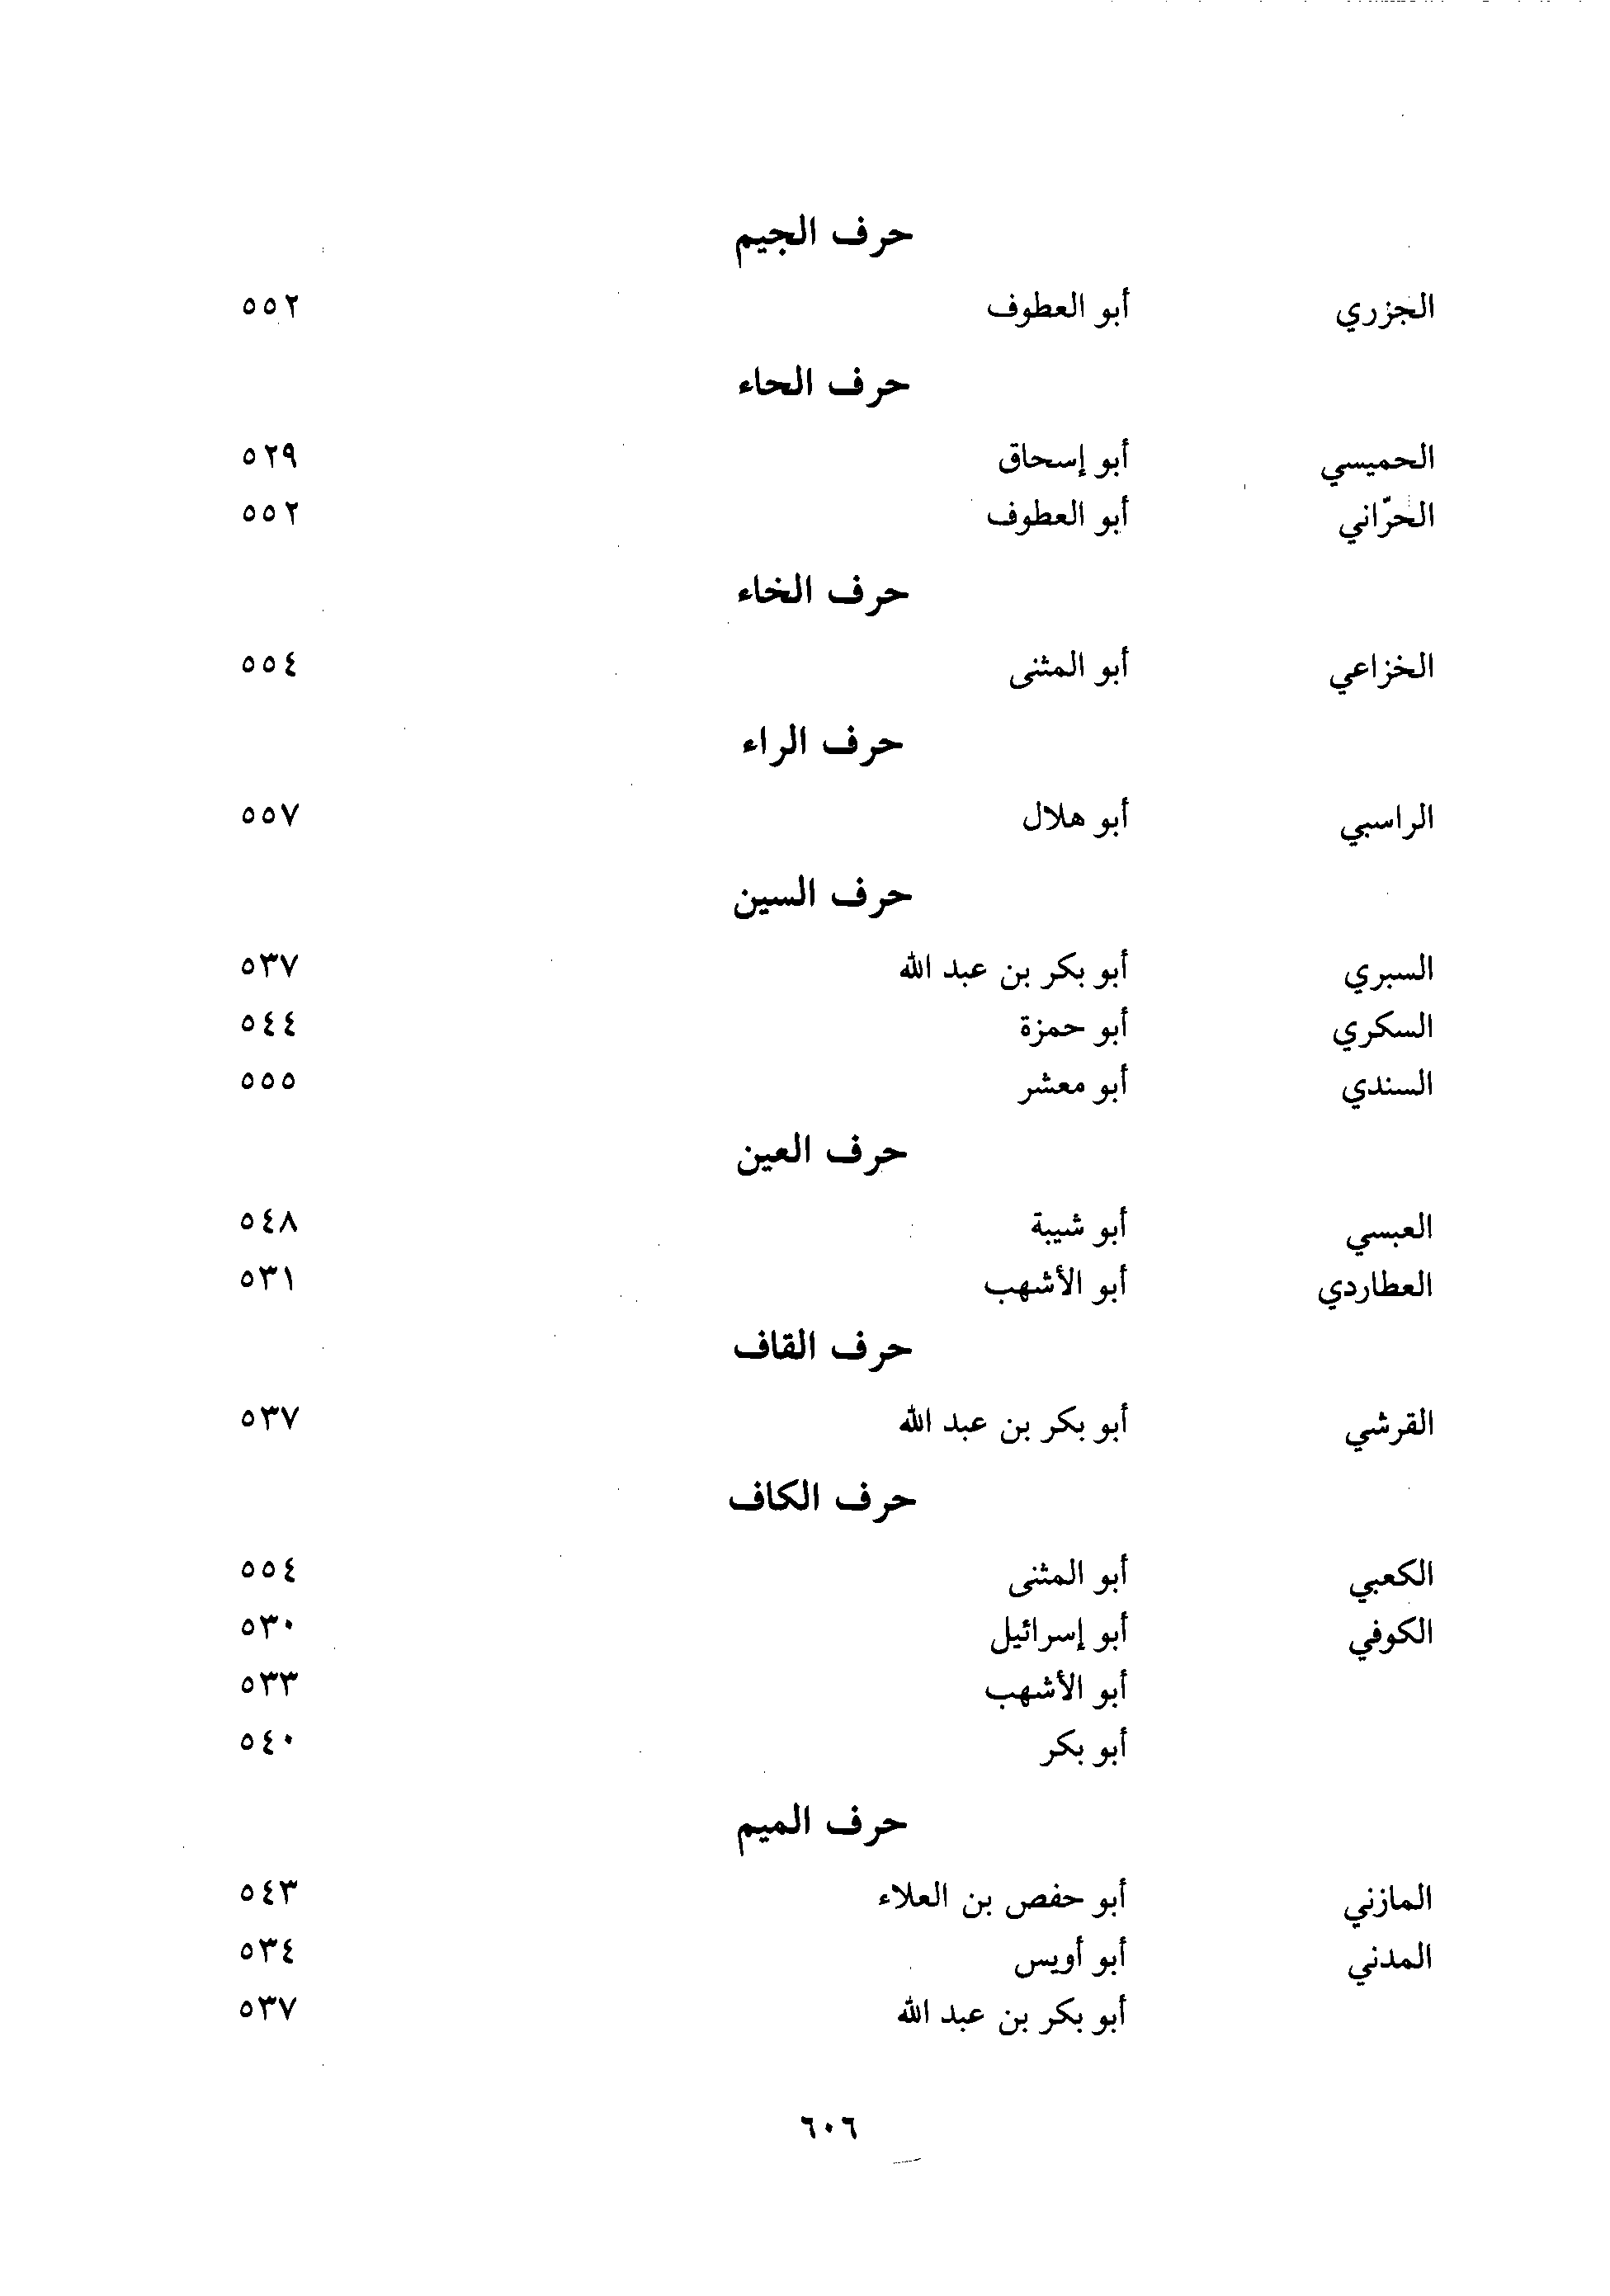 حرف الجيم
الجزري أبو العطوف ٥٥٢
حرف الحاء
الحميسي أبو إسحاق ٥٢٩
الحرّاني أبو العطوف ٥٥٢
حرف الخاء
الخزاعي أبو المثنى ٥٥٤
حرف الراء
الراسبي أبو هلال ٥٥٧
حرف السين
السبري أبو بكر بن عبد الله ٥٣٧
السكري أبو حمزة ٥٤٤
السندي أبو معشر ٥٥٥
حرف العين
العبسي أبو شيبة ٥٤٨
العطاردي أبو الأشهب ٥٣١
حرف القاف
القرشي أبو بكر بن عبد الله ٥٣٧
حرف الكاف
الكعبي أبو المثنى ٥٥٤
الكوفي أبو إسرائيل ٥٣٠
أبو الأشهب ٥٣٣
أبو بكر ٥٤٠
حرف الميم
المازني أبو حفص بن العلاء ٥٤٣
المدني أبو أويس ٥٣٤
أبو بكر بن عبد الله ٥٣٧
٦٠٦